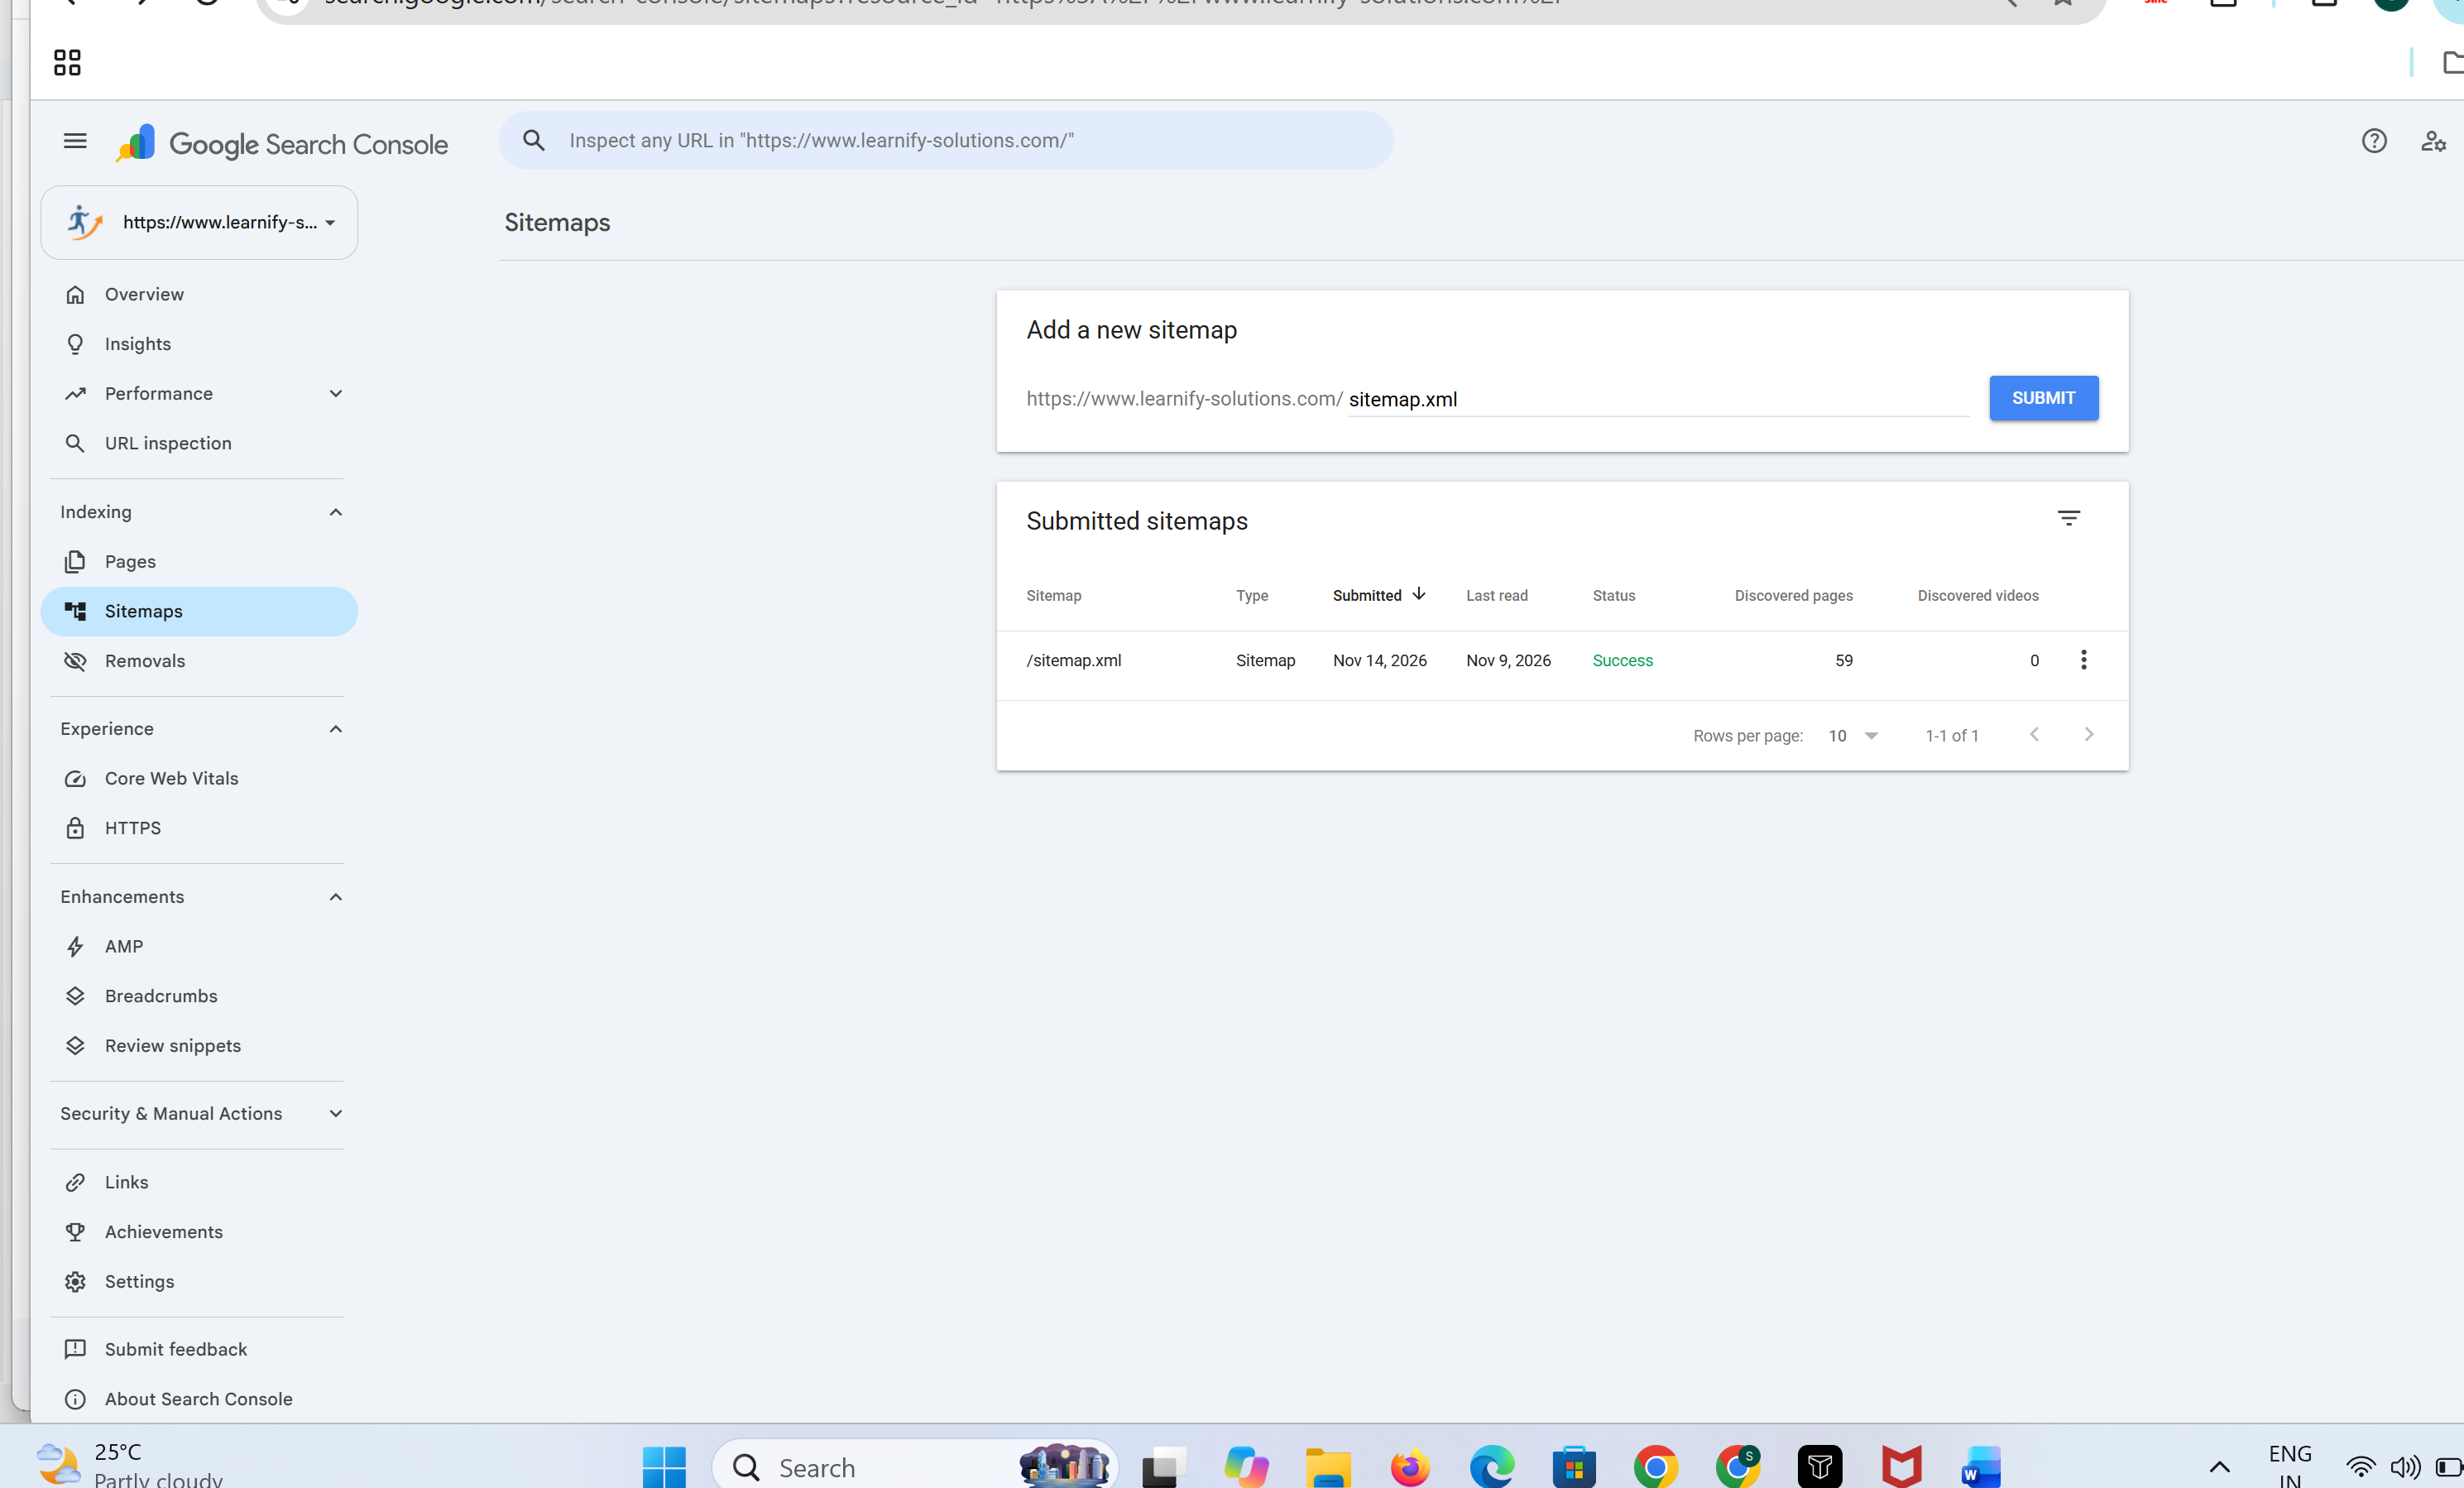 Google Search Console
Inspect any URL in "https://www.learnify-solutions.com/"
https://www.learnify-s...
Sitemaps
Overview
Insights
Performance
URL inspection
Indexing
Pages
Sitemaps
Removals
Experience
Core Web Vitals
HTTPS
Enhancements
AMP
Breadcrumbs
Review snippets
Security & Manual Actions
Links
Achievements
Settings
Submit feedback
About Search Console
Add a new sitemap
https://www.learnify-solutions.com/ sitemap.xml SUBMIT
Submitted sitemaps
Sitemap Type Submitted Last read Status Discovered pages Discovered videos
/sitemap.xml Sitemap Nov 14, 2026 Nov 9, 2026 Success 59 0
Rows per page: 10 1-1 of 1
25°C
Partly cloudy
Search
S
W
ENG
IN